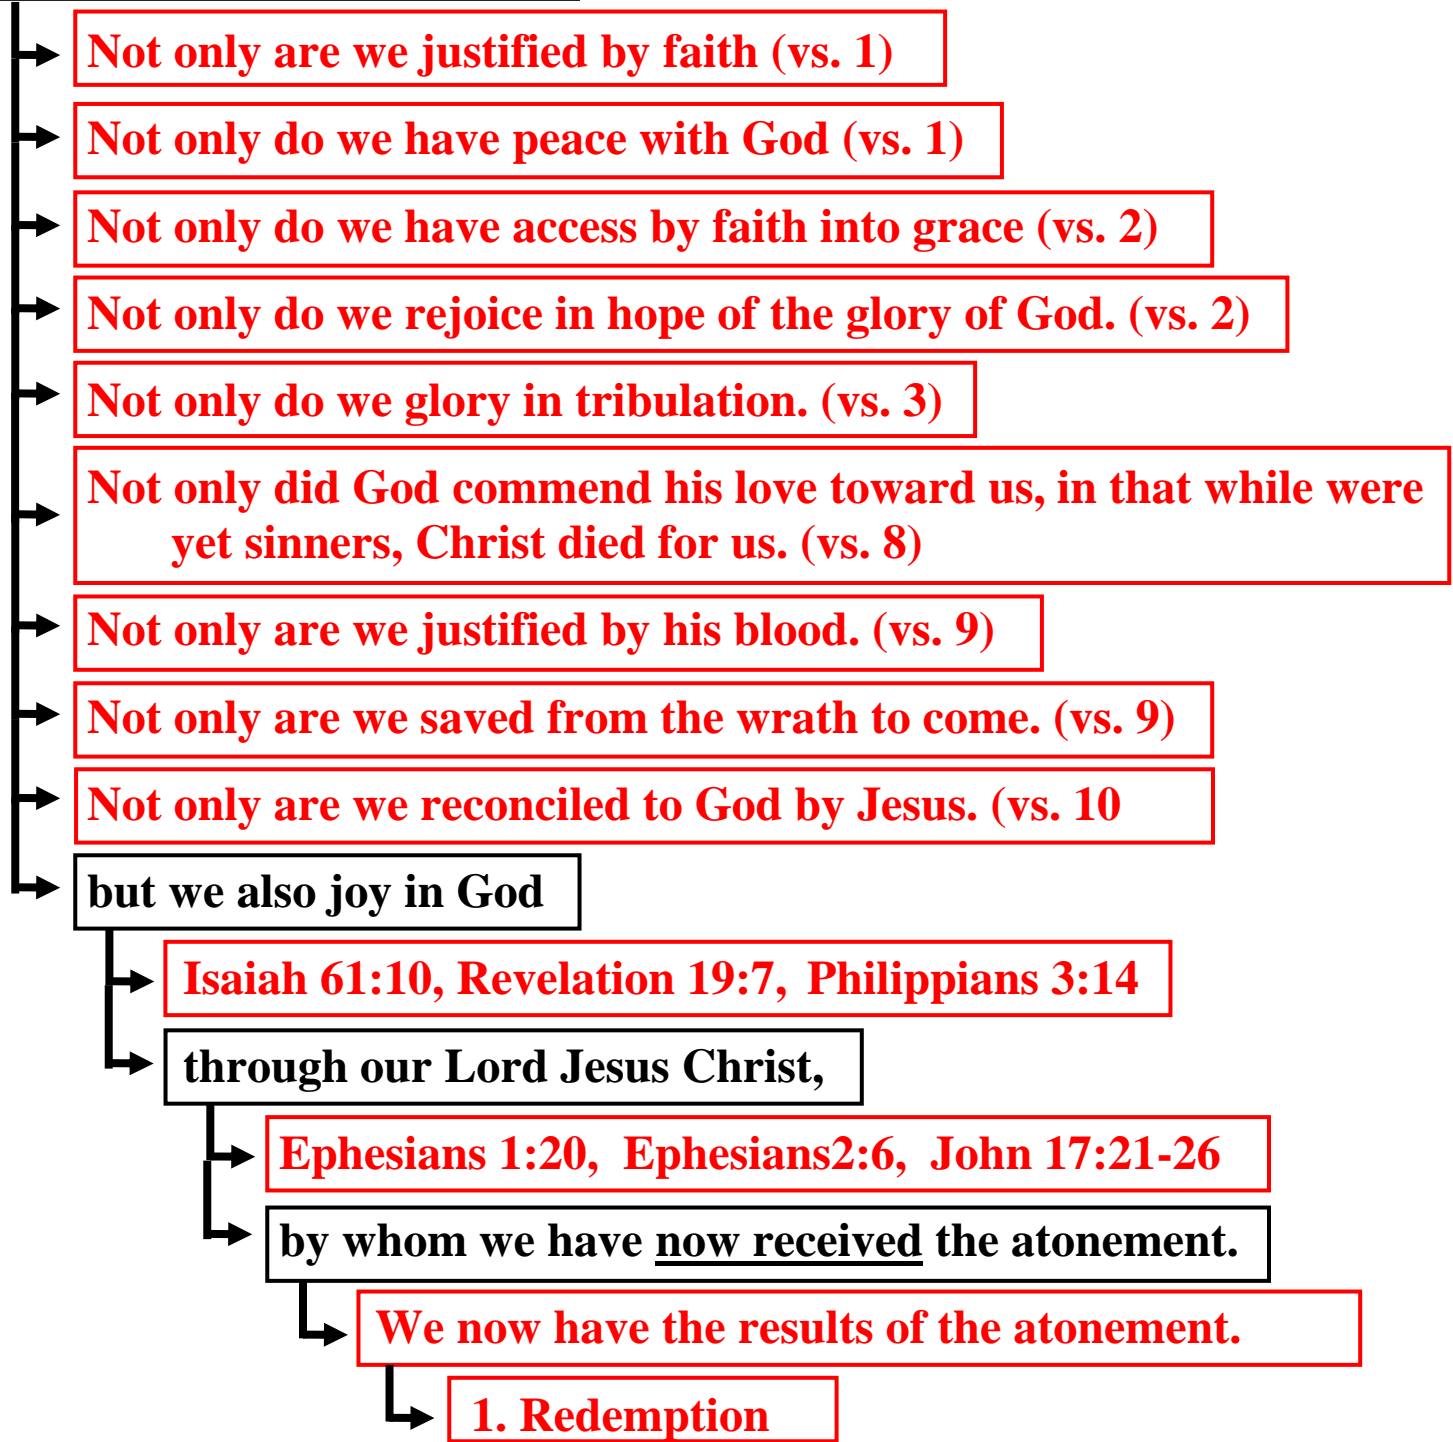 Not only are we justified by faith (vs. 1)
Not only do we have peace with God (vs. 1)
Not only do we have access by faith into grace (vs. 2)
Not only do we rejoice in hope of the glory of God. (vs. 2)
Not only do we glory in tribulation. (vs. 3)
Not only did God commend his love toward us, in that while were
yet sinners, Christ died for us. (vs. 8)
Not only are we justified by his blood. (vs. 9)
Not only are we saved from the wrath to come. (vs. 9)
Not only are we reconciled to God by Jesus. (vs. 10
but we also joy in God
Isaiah 61:10, Revelation 19:7, Philippians 3:14
through our Lord Jesus Christ,
Ephesians 1:20, Ephesians2:6, John 17:21-26
by whom we have now received the atonement.
We now have the results of the atonement.
1. Redemption